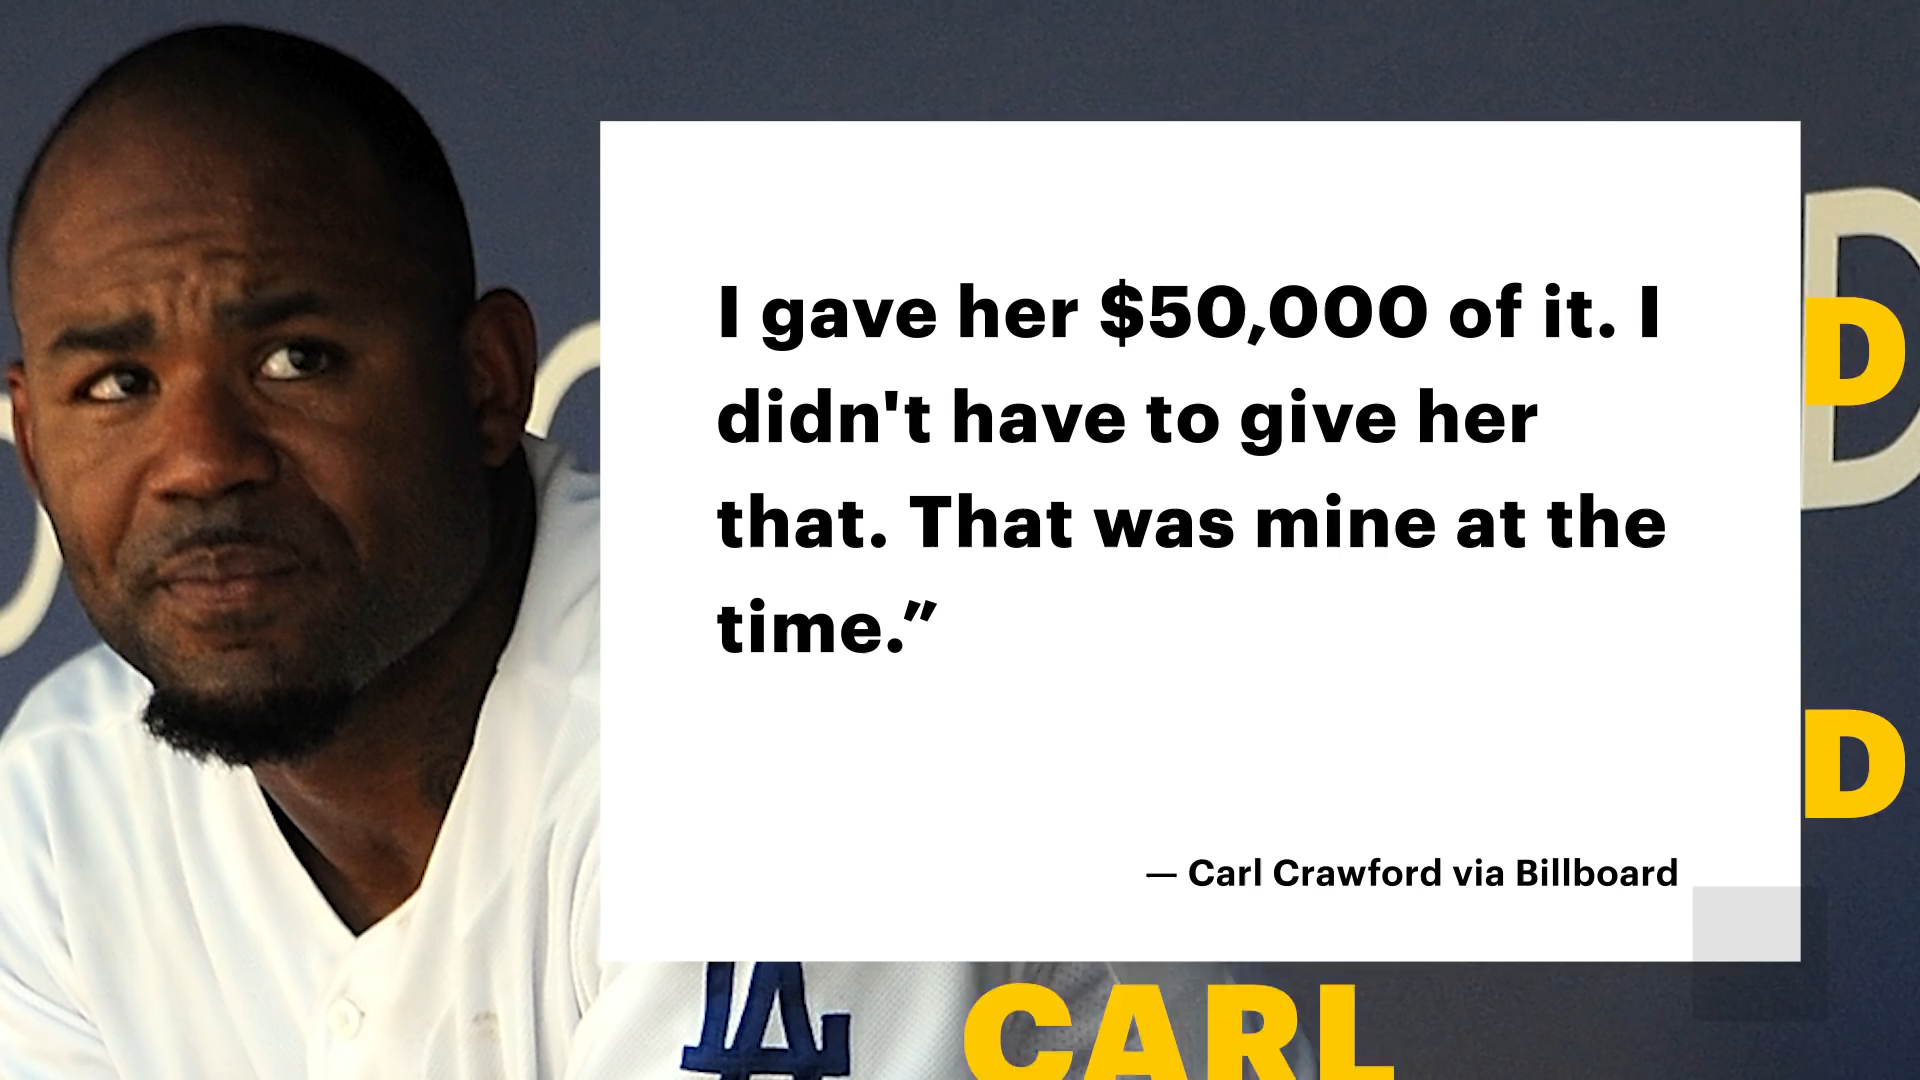 I gave her $50,000 of it. I
didn't have to give her
that. That was mine at the
time.”
— Carl Crawford via Billboard
D
D
D
LA
CARL